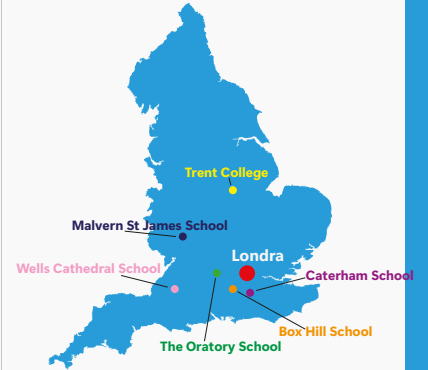 Trent College
Malvern St James School
Londra
Wells Cathedral School
Caterham School
Box Hill School
The Oratory School